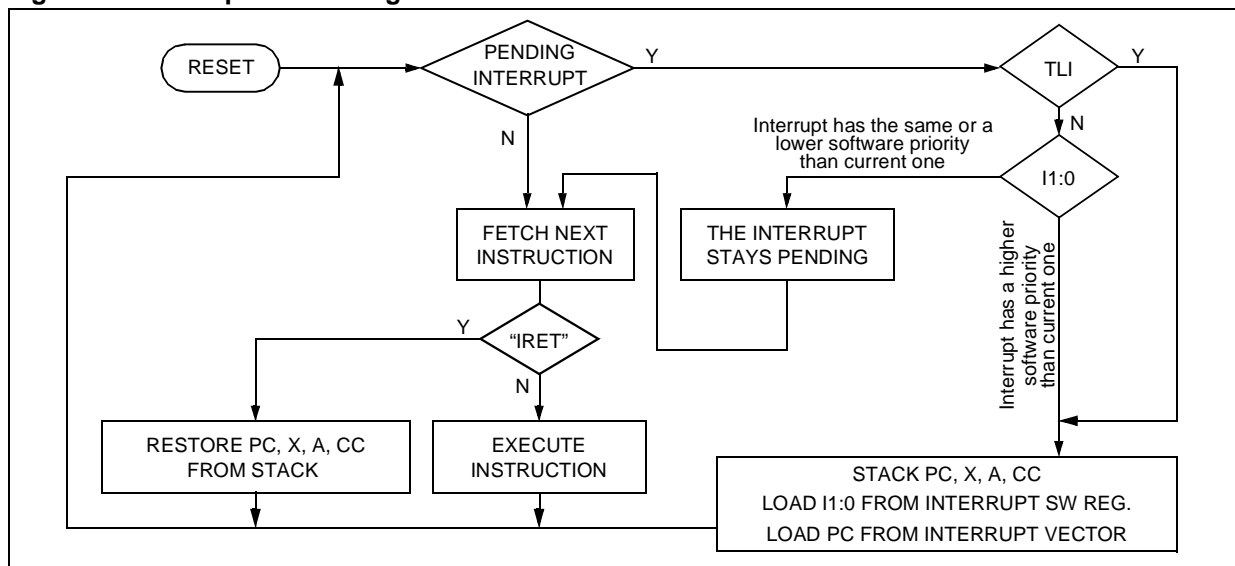 RESET
PENDING
INTERRUPT
Y
TLI
Y
N
N
Interrupt has the same or a
lower software priority
than current one
I1:0
FETCH NEXT
INSTRUCTION
THE INTERRUPT
STAYS PENDING
Interrupt has a higher
software priority
than current one
Y
“IRET”
N
RESTORE PC, X, A, CC
FROM STACK
EXECUTE
INSTRUCTION
STACK PC, X, A, CC
LOAD I1:0 FROM INTERRUPT SW REG.
LOAD PC FROM INTERRUPT VECTOR